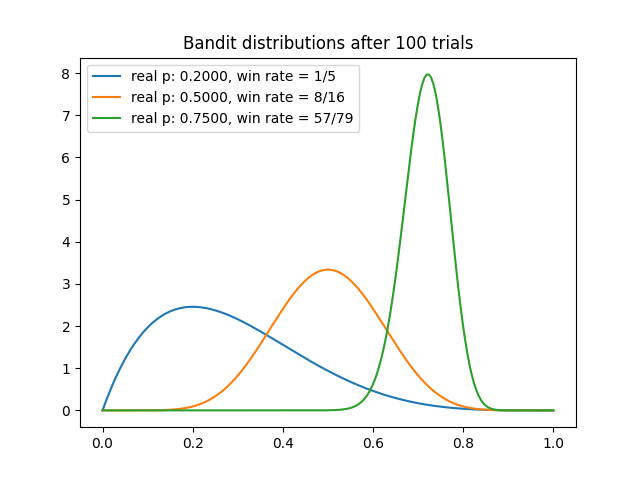 Bandit distributions after 100 trials
real p: 0.2000, win rate = 1/5
real p: 0.5000, win rate = 8/16
real p: 0.7500, win rate = 57/79
8
7
6
5
4
3
2
1
0
0.0 0.2 0.4 0.6 0.8 1.0